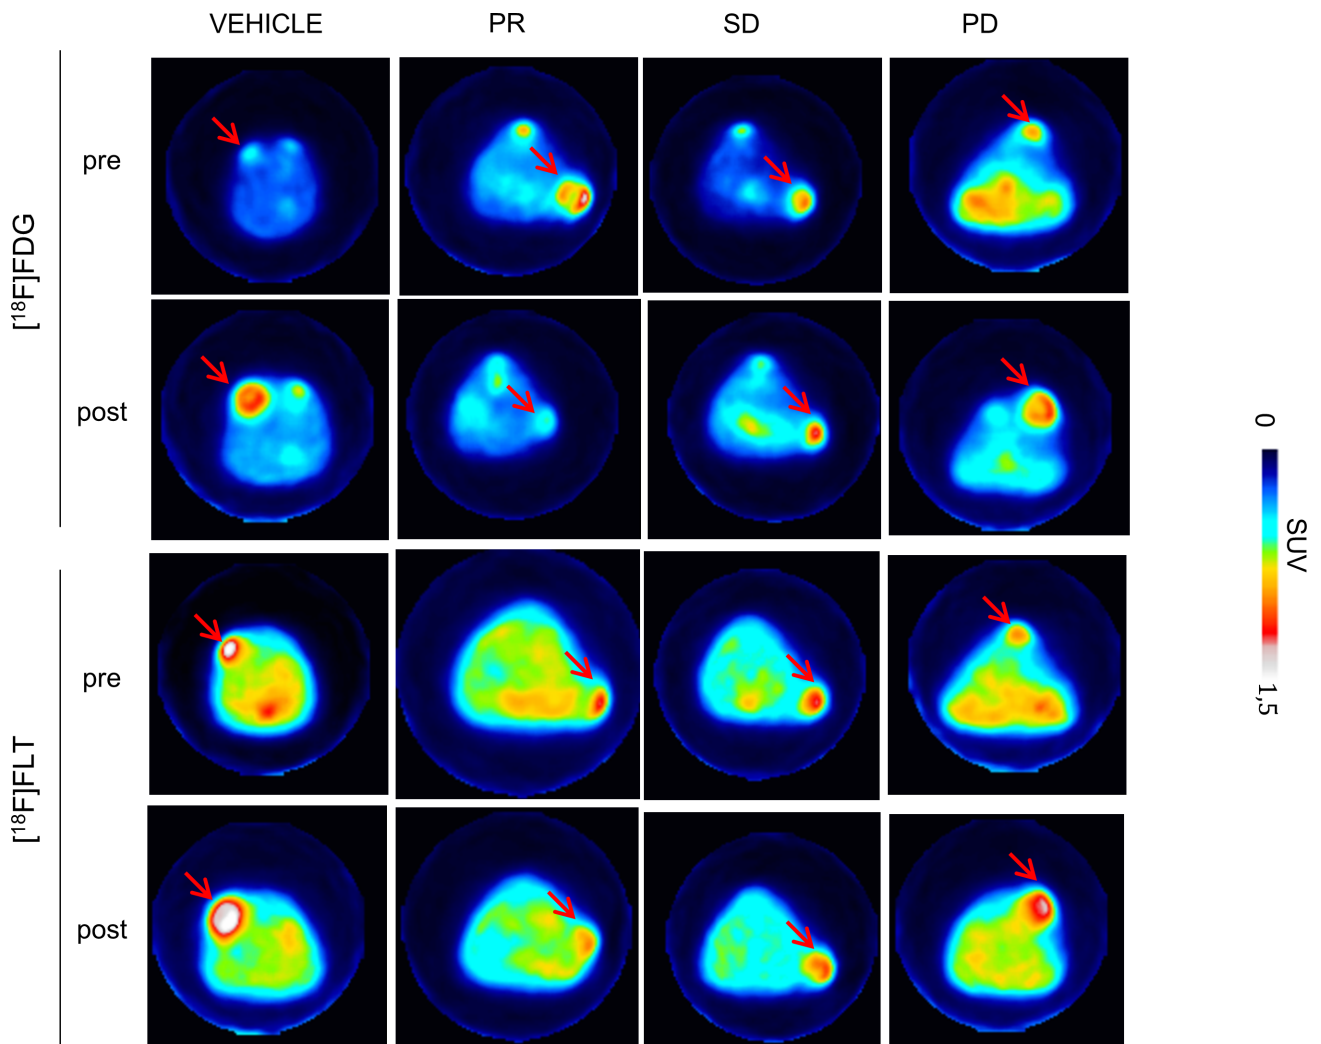 VEHICLE PR SD PD
[18F]FDG
pre
post
[18F]FLT
pre
post
0
SUV
1,5